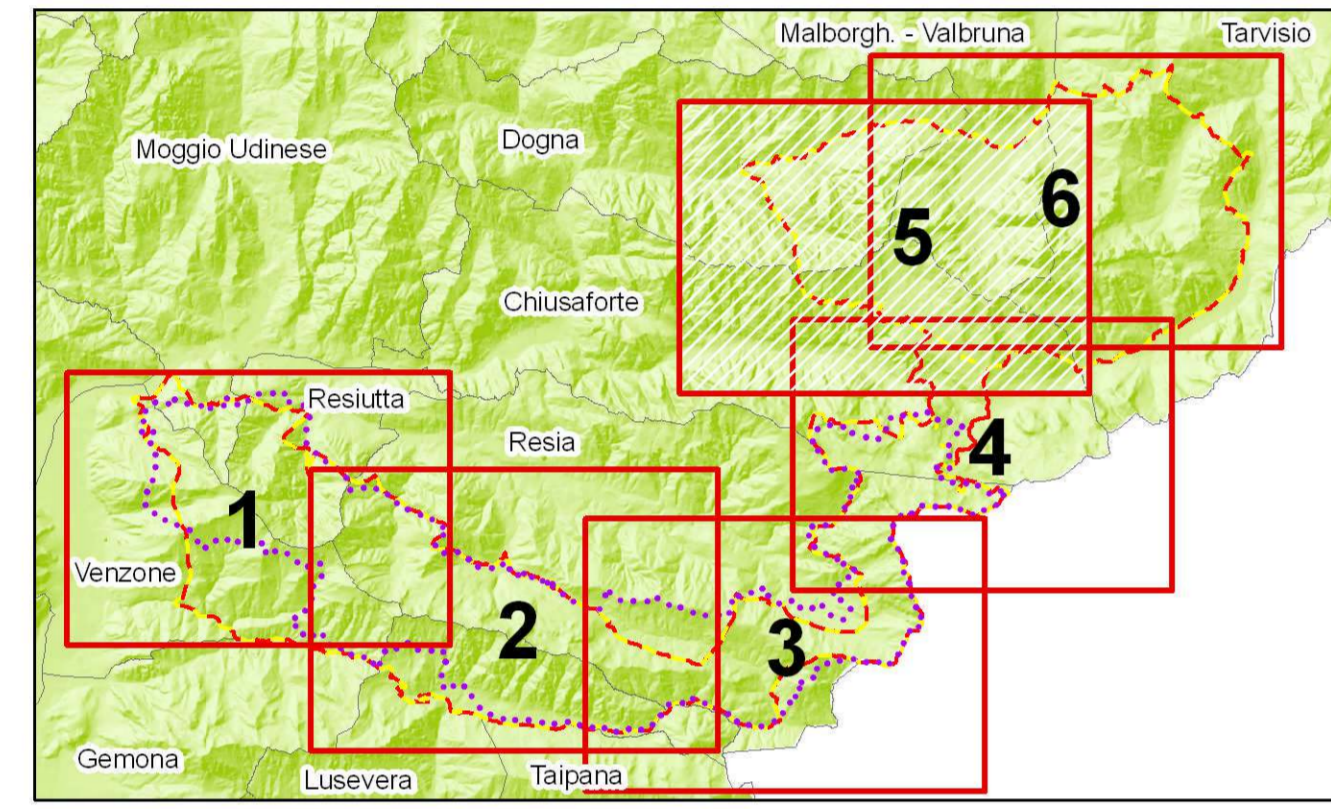 Malborgh. - Valbruna
Tarvisio
Moggio Udinese
Dogna
6
5
Chiusaforte
Resiutta
Resia
4
1
Venzone
2
3
Gemona
Lusevera
Taipana